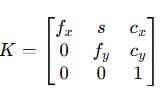 K = [ f_x s c_x
0 f_y c_y
0 0 1 ]